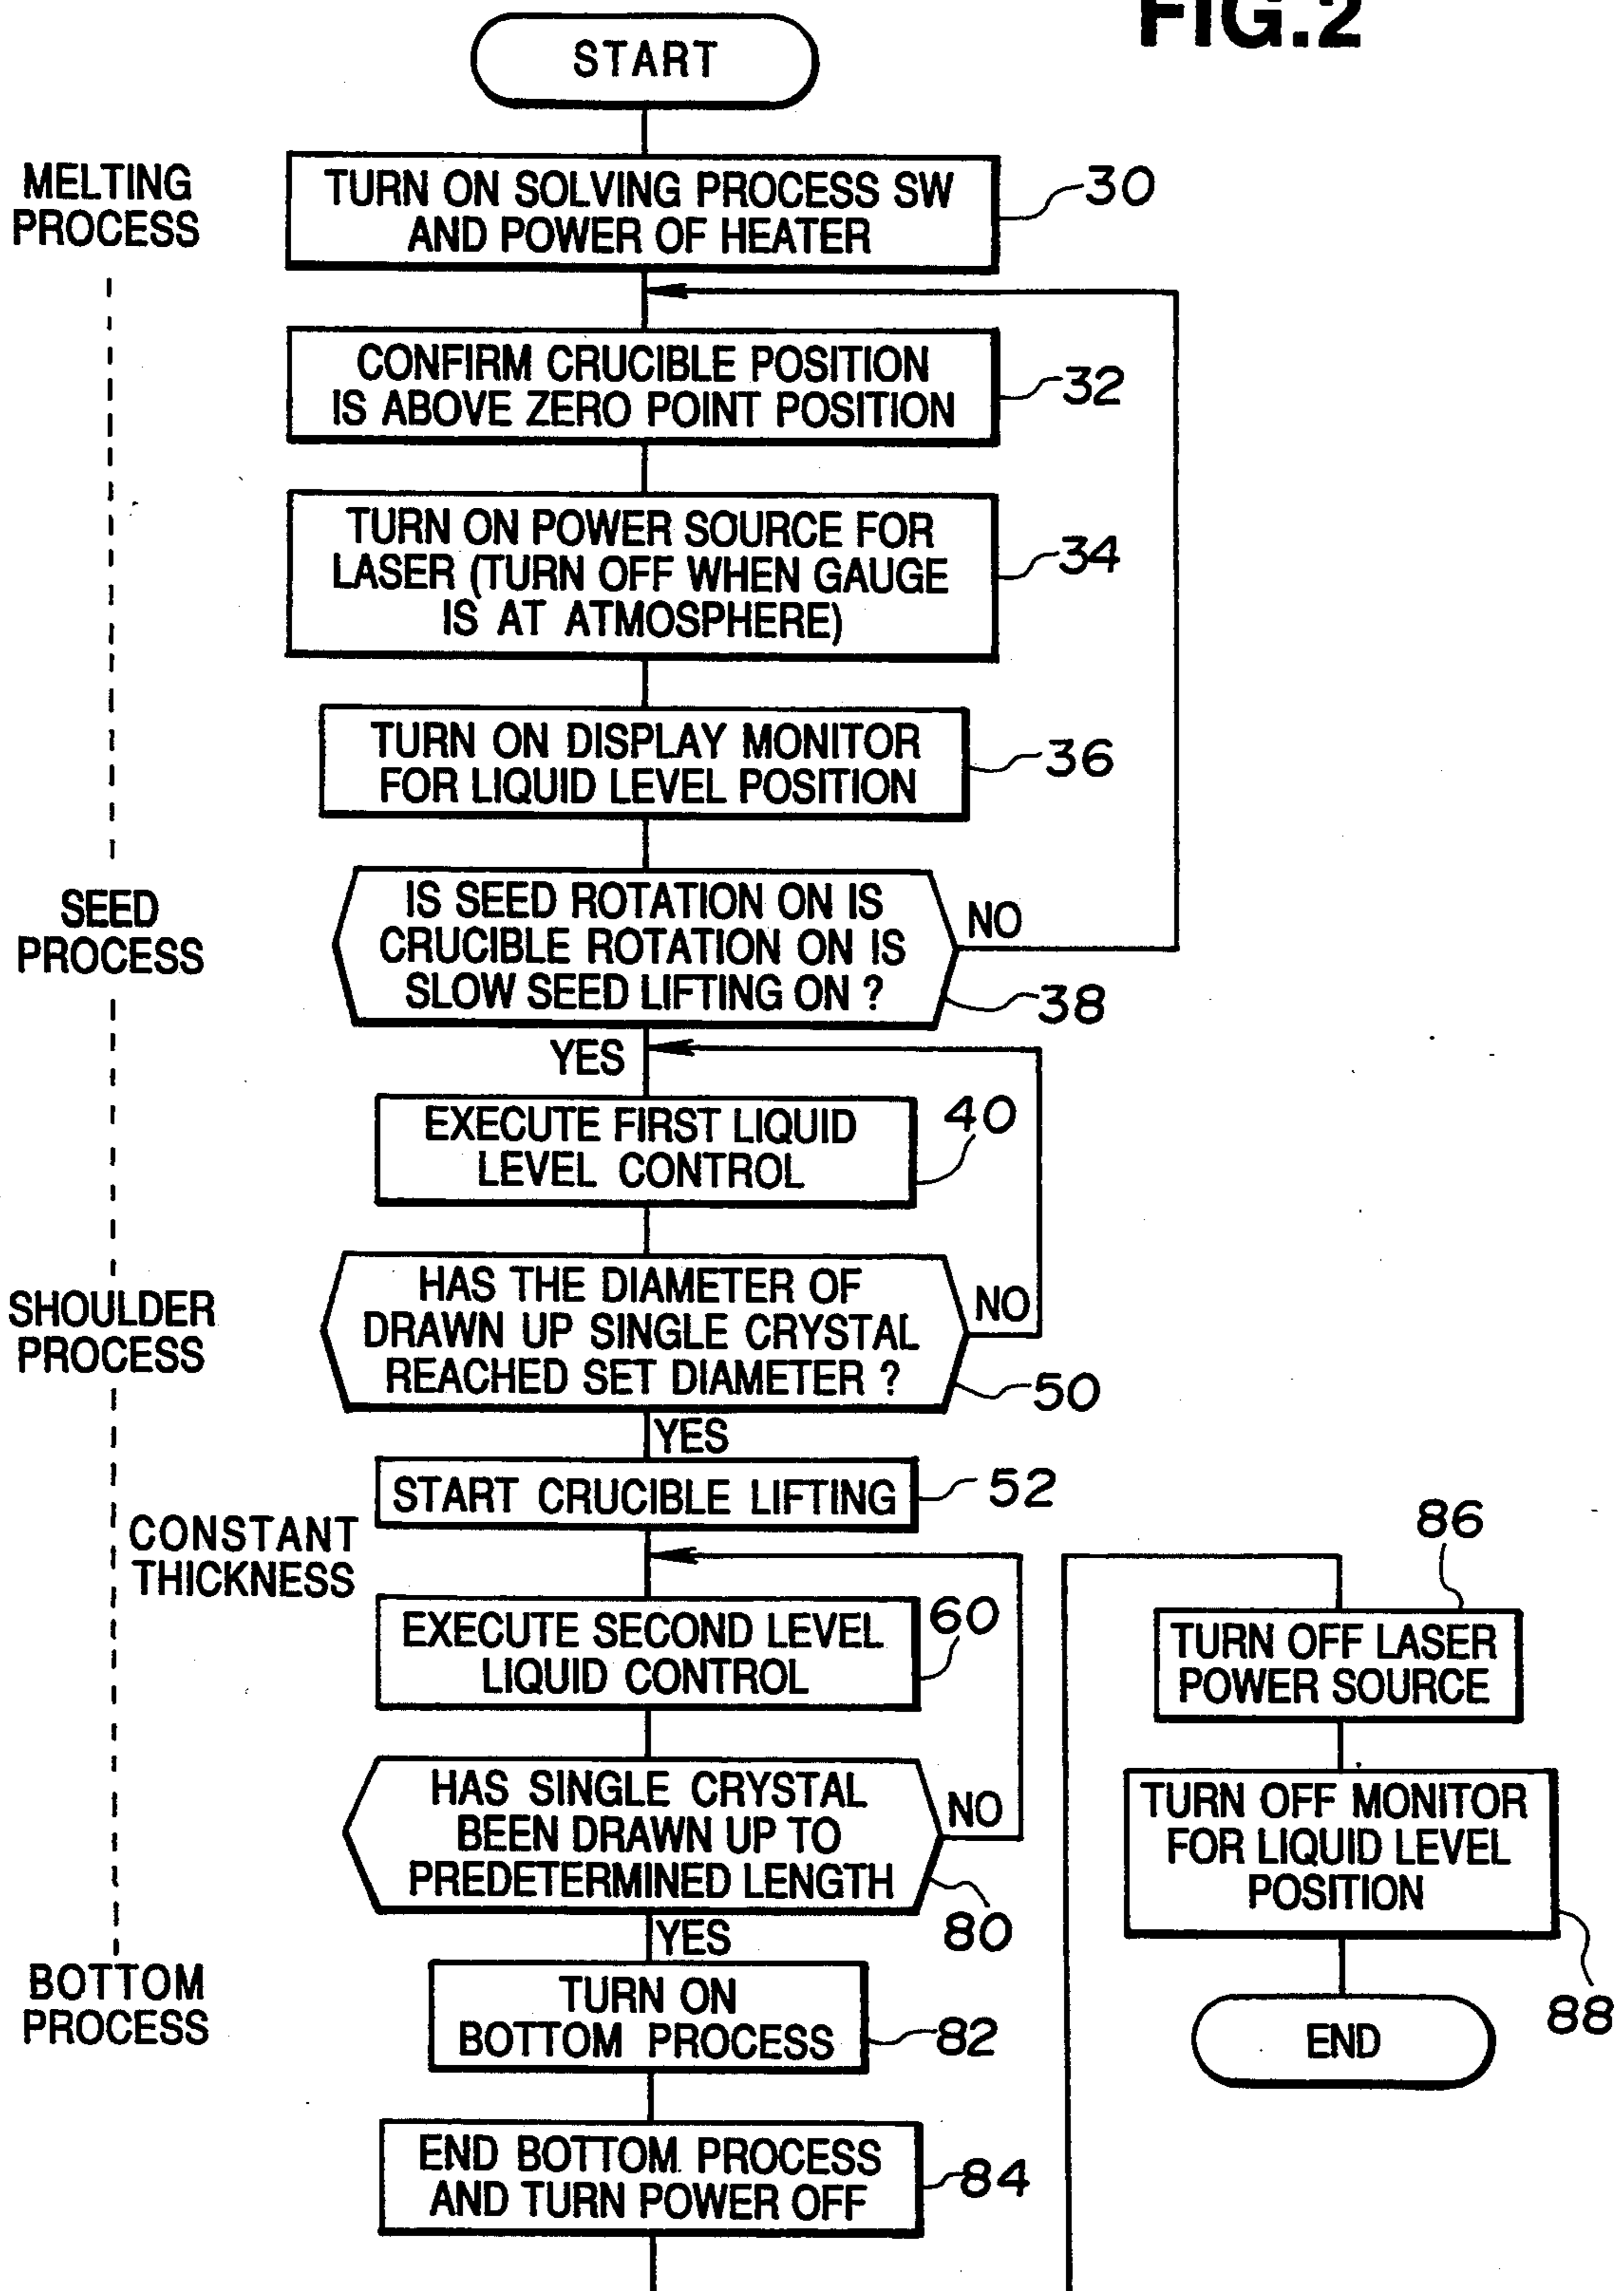 FIG.2
START
MELTING
PROCESS
TURN ON SOLVING PROCESS SW
AND POWER OF HEATER
30
CONFIRM CRUCIBLE POSITION
IS ABOVE ZERO POINT POSITION
32
TURN ON POWER SOURCE FOR
LASER (TURN OFF WHEN GAUGE
IS AT ATMOSPHERE)
34
TURN ON DISPLAY MONITOR
FOR LIQUID LEVEL POSITION
36
SEED
PROCESS
IS SEED ROTATION ON IS
CRUCIBLE ROTATION ON IS
SLOW SEED LIFTING ON ?
NO
38
YES
EXECUTE FIRST LIQUID
LEVEL CONTROL
40
SHOULDER
PROCESS
HAS THE DIAMETER OF
DRAWN UP SINGLE CRYSTAL
REACHED SET DIAMETER ?
NO
50
YES
START CRUCIBLE LIFTING
52
CONSTANT
THICKNESS
EXECUTE SECOND LEVEL
LIQUID CONTROL
60
HAS SINGLE CRYSTAL
BEEN DRAWN UP TO
PREDETERMINED LENGTH
NO
80
YES
BOTTOM
PROCESS
TURN ON
BOTTOM PROCESS
82
END BOTTOM PROCESS
AND TURN POWER OFF
84
86
TURN OFF LASER
POWER SOURCE
TURN OFF MONITOR
FOR LIQUID LEVEL
POSITION
88
END